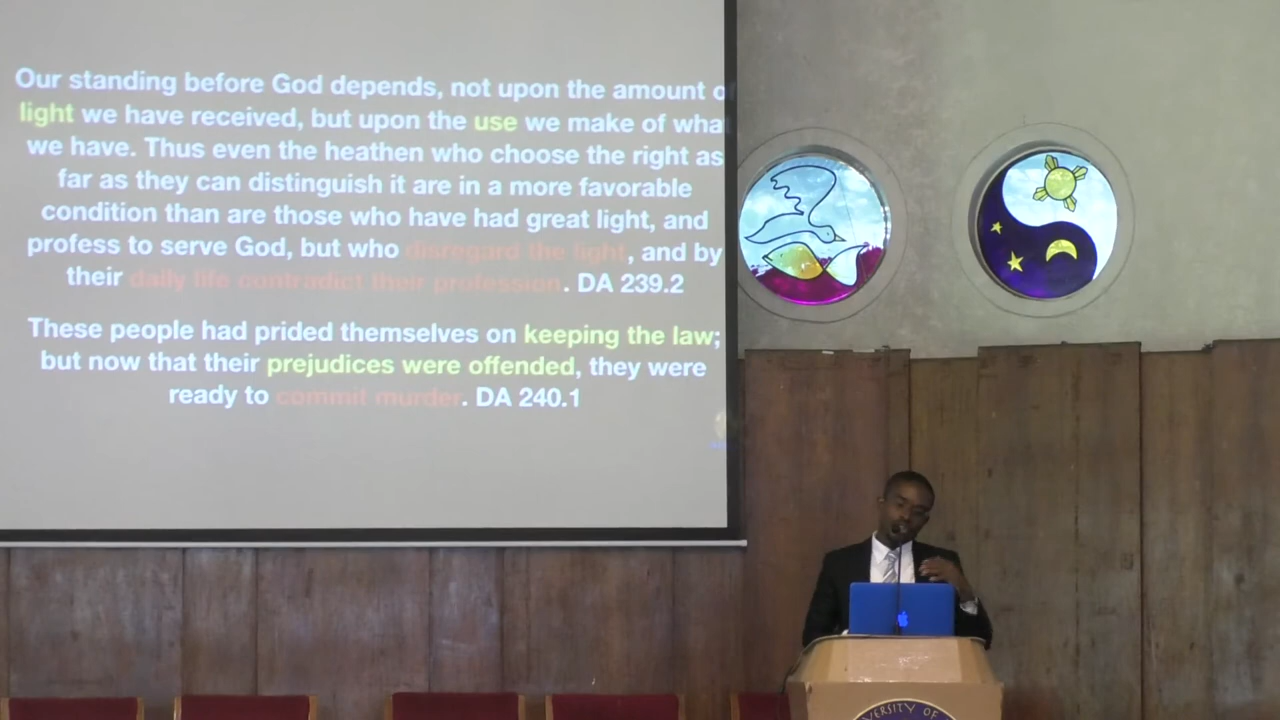 Our standing before God depends, not upon the amount
light we have received, but upon the use we make of
we have. Thus even the heathen who choose the right as
far as they can distinguish it are in a more favorable
condition than are those who have had great light, and
profess to serve God, but who disregard the light, and by
their daily life contradict their profession. DA 239.2
These people had prided themselves on keeping the law;
but now that their prejudices were offended, they were
ready to commit murder. DA 240.1
OF